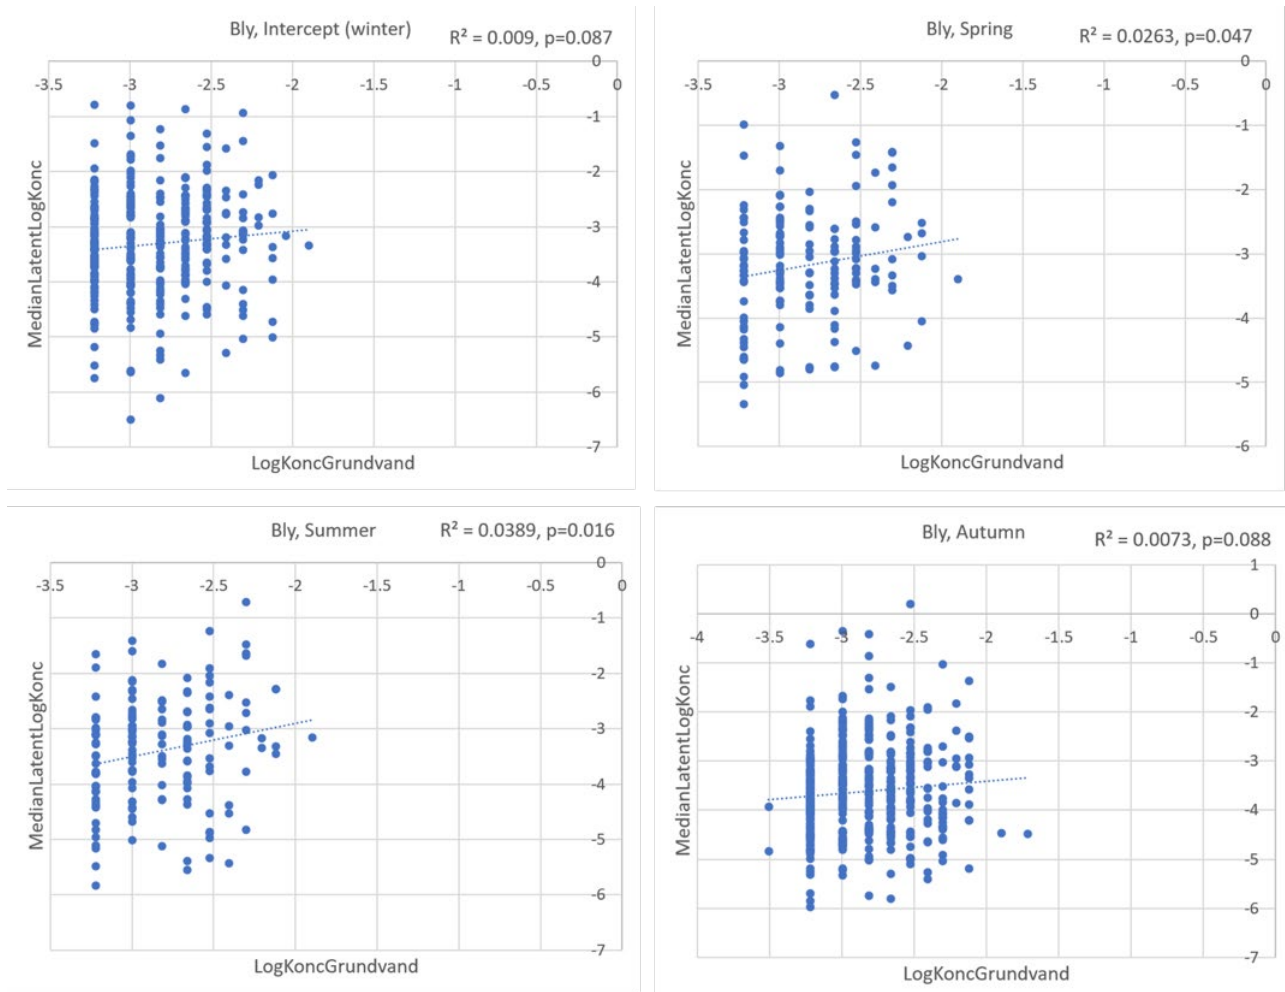 Bly, Intercept (winter)
R² = 0.009, p=0.087
0
-3.5 -3 -2.5 -2 -1.5 -1 -0.5 0
-1
-2
-3
-4
-5
-6
-7
MedianLatentLogKonc
LogKoncGrundvand
Bly, Spring
R² = 0.0263, p=0.047
0
-3.5 -3 -2.5 -2 -1.5 -1 -0.5 0
-1
-2
-3
-4
-5
-6
MedianLatentLogKonc
LogKoncGrundvand
Bly, Summer
R² = 0.0389, p=0.016
0
-3.5 -3 -2.5 -2 -1.5 -1 -0.5 0
-1
-2
-3
-4
-5
-6
-7
MedianLatentLogKonc
LogKoncGrundvand
Bly, Autumn
R² = 0.0073, p=0.088
1
0
-4 -3.5 -3 -2.5 -2 -1.5 -1 -0.5 0
-1
-2
-3
-4
-5
-6
-7
MedianLatentLogKonc
LogKoncGrundvand